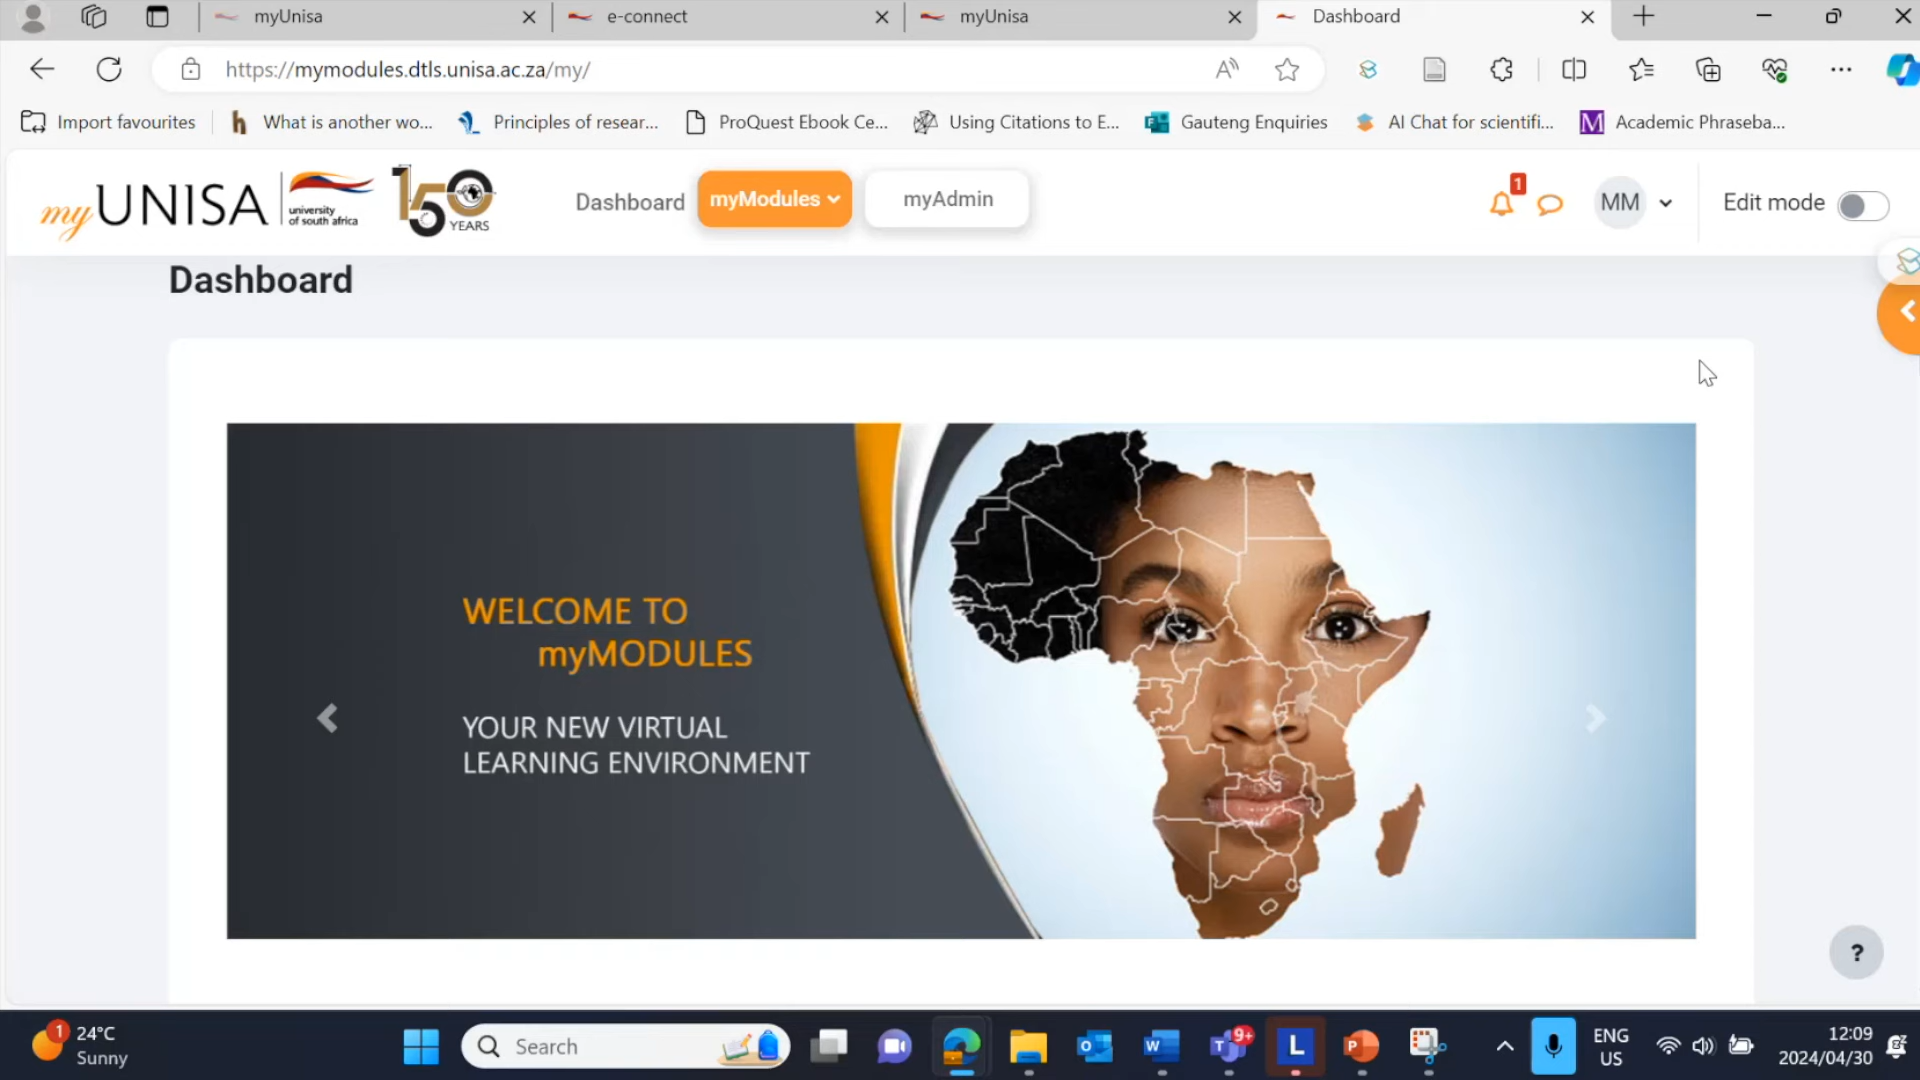 myUnisa
e-connect
myUnisa
Dashboard
https://mymodules.dtls.unisa.ac.za/my/
Import favourites
What is another wo...
Principles of resear...
ProQuest Ebook Ce...
Using Citations to E...
Gauteng Enquiries
AI Chat for scientifi...
M
Academic Phraseba...
myUNISA
university
of south africa
150
YEARS
Dashboard
myModules
myAdmin
1
MM
Edit mode
Dashboard
WELCOME TO
myMODULES
YOUR NEW VIRTUAL
LEARNING ENVIRONMENT
?
1
24°C
Sunny
Search
W
T
9+
L
P
ENG
US
12:09
2024/04/30